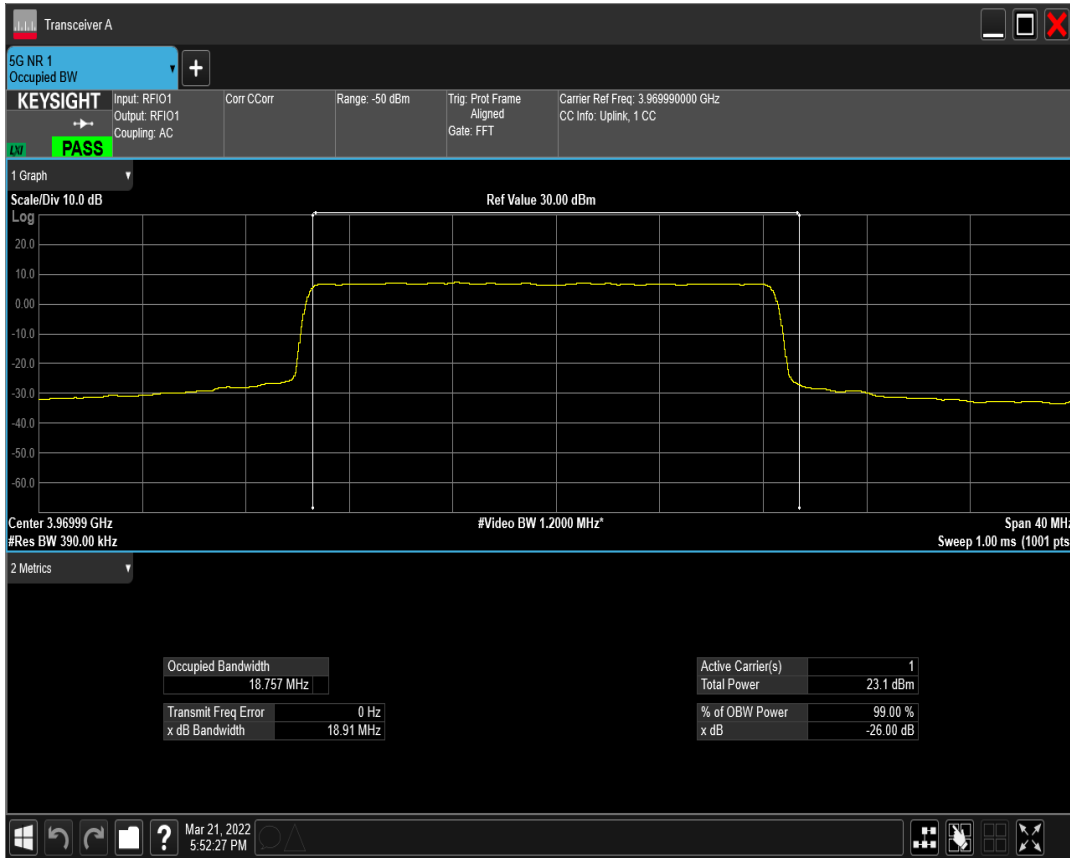 Transceiver A
5G NR 1
Occupied BW
KEYSIGHT
LXI
PASS
Input: RFIO1
Output: RFIO1
Coupling: AC
Corr CCorr
Range: -50 dBm
Trig: Prot Frame
Aligned
Gate: FFT
Carrier Ref Freq: 3.969990000 GHz
CC Info: Uplink, 1 CC
1 Graph
Scale/Div 10.0 dB
Ref Value 30.00 dBm
Log
20.0
10.0
0.00
-10.0
-20.0
-30.0
-40.0
-50.0
-60.0
Center 3.96999 GHz
#Video BW 1.2000 MHz*
Span 40 MHz
#Res BW 390.00 kHz
Sweep 1.00 ms (1001 pts
2 Metrics
Occupied Bandwidth
18.757 MHz
Transmit Freq Error 0 Hz
x dB Bandwidth 18.91 MHz
Active Carrier(s) 1
Total Power 23.1 dBm
% of OBW Power 99.00 %
x dB -26.00 dB
?
Mar 21, 2022
5:52:27 PM